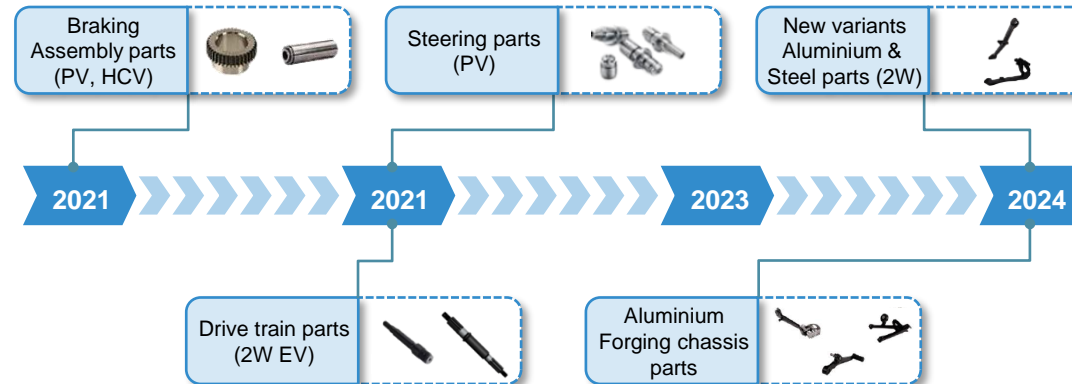 Braking
Assembly parts
(PV, HCV)
Steering parts
(PV)
New variants
Aluminium &
Steel parts (2W)
2021
2021
2023
2024
Drive train parts
(2W EV)
Aluminium
Forging chassis
parts